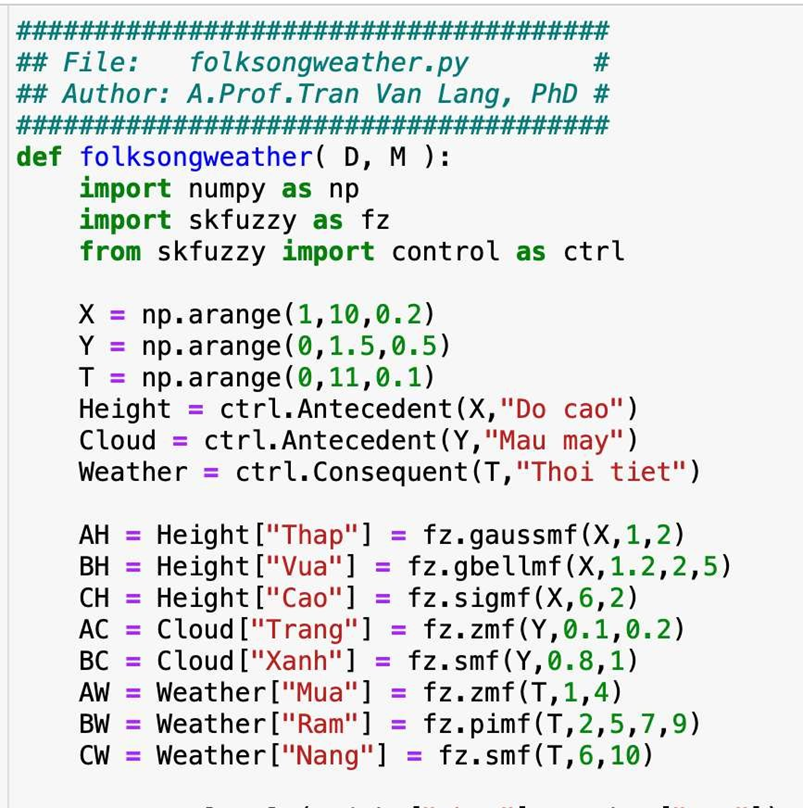 ######################################
## File:   folksongweather.py        #
## Author: A.Prof.Tran Van Lang, PhD #
######################################
def folksongweather( D, M ):
    import numpy as np
    import skfuzzy as fz
    from skfuzzy import control as ctrl

    X = np.arange(1,10,0.2)
    Y = np.arange(0,1.5,0.5)
    T = np.arange(0,11,0.1)
    Height = ctrl.Antecedent(X,"Do cao")
    Cloud = ctrl.Antecedent(Y,"Mau may")
    Weather = ctrl.Consequent(T,"Thoi tiet")

    AH = Height["Thap"] = fz.gaussmf(X,1,2)
    BH = Height["Vua"] = fz.gbellmf(X,1.2,2,5)
    CH = Height["Cao"] = fz.sigmf(X,6,2)
    AC = Cloud["Trang"] = fz.zmf(Y,0.1,0.2)
    BC = Cloud["Xanh"] = fz.smf(Y,0.8,1)
    AW = Weather["Mua"] = fz.zmf(T,1,4)
    BW = Weather["Ram"] = fz.pimf(T,2,5,7,9)
    CW = Weather["Nang"] = fz.smf(T,6,10)